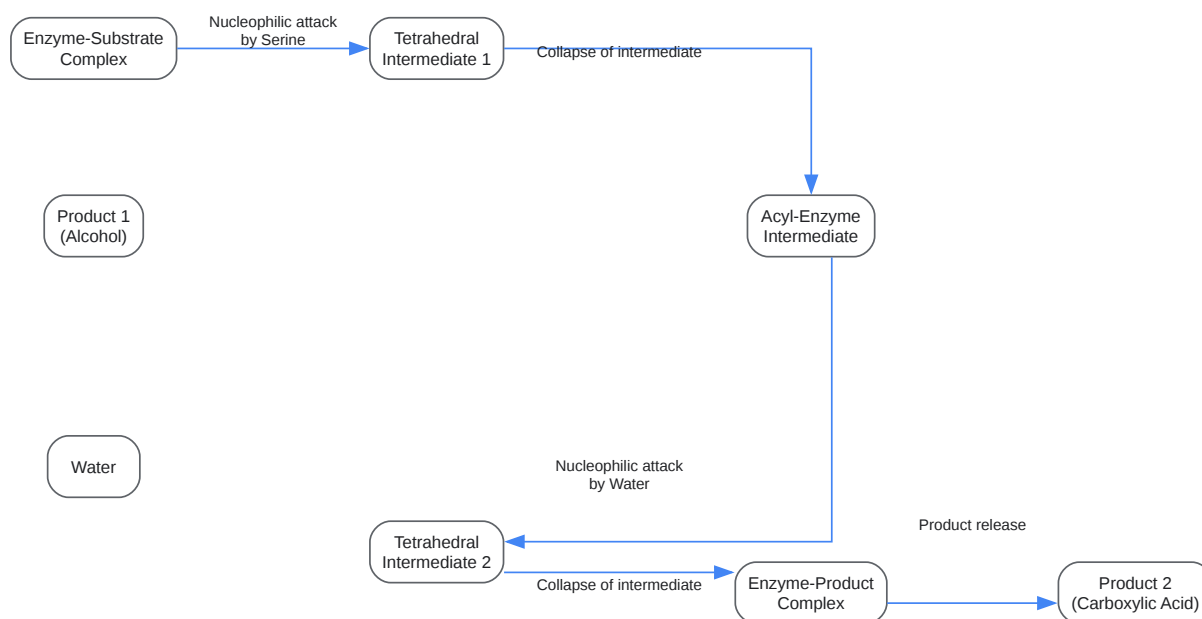 Nucleophilic attack
by Serine
Enzyme-Substrate
Complex
Tetrahedral
Intermediate 1
Collapse of intermediate
Product 1
(Alcohol)
Acyl-Enzyme
Intermediate
Water
Nucleophilic attack
by Water
Product release
Tetrahedral
Intermediate 2
Collapse of intermediate
Enzyme-Product
Complex
Product 2
(Carboxylic Acid)